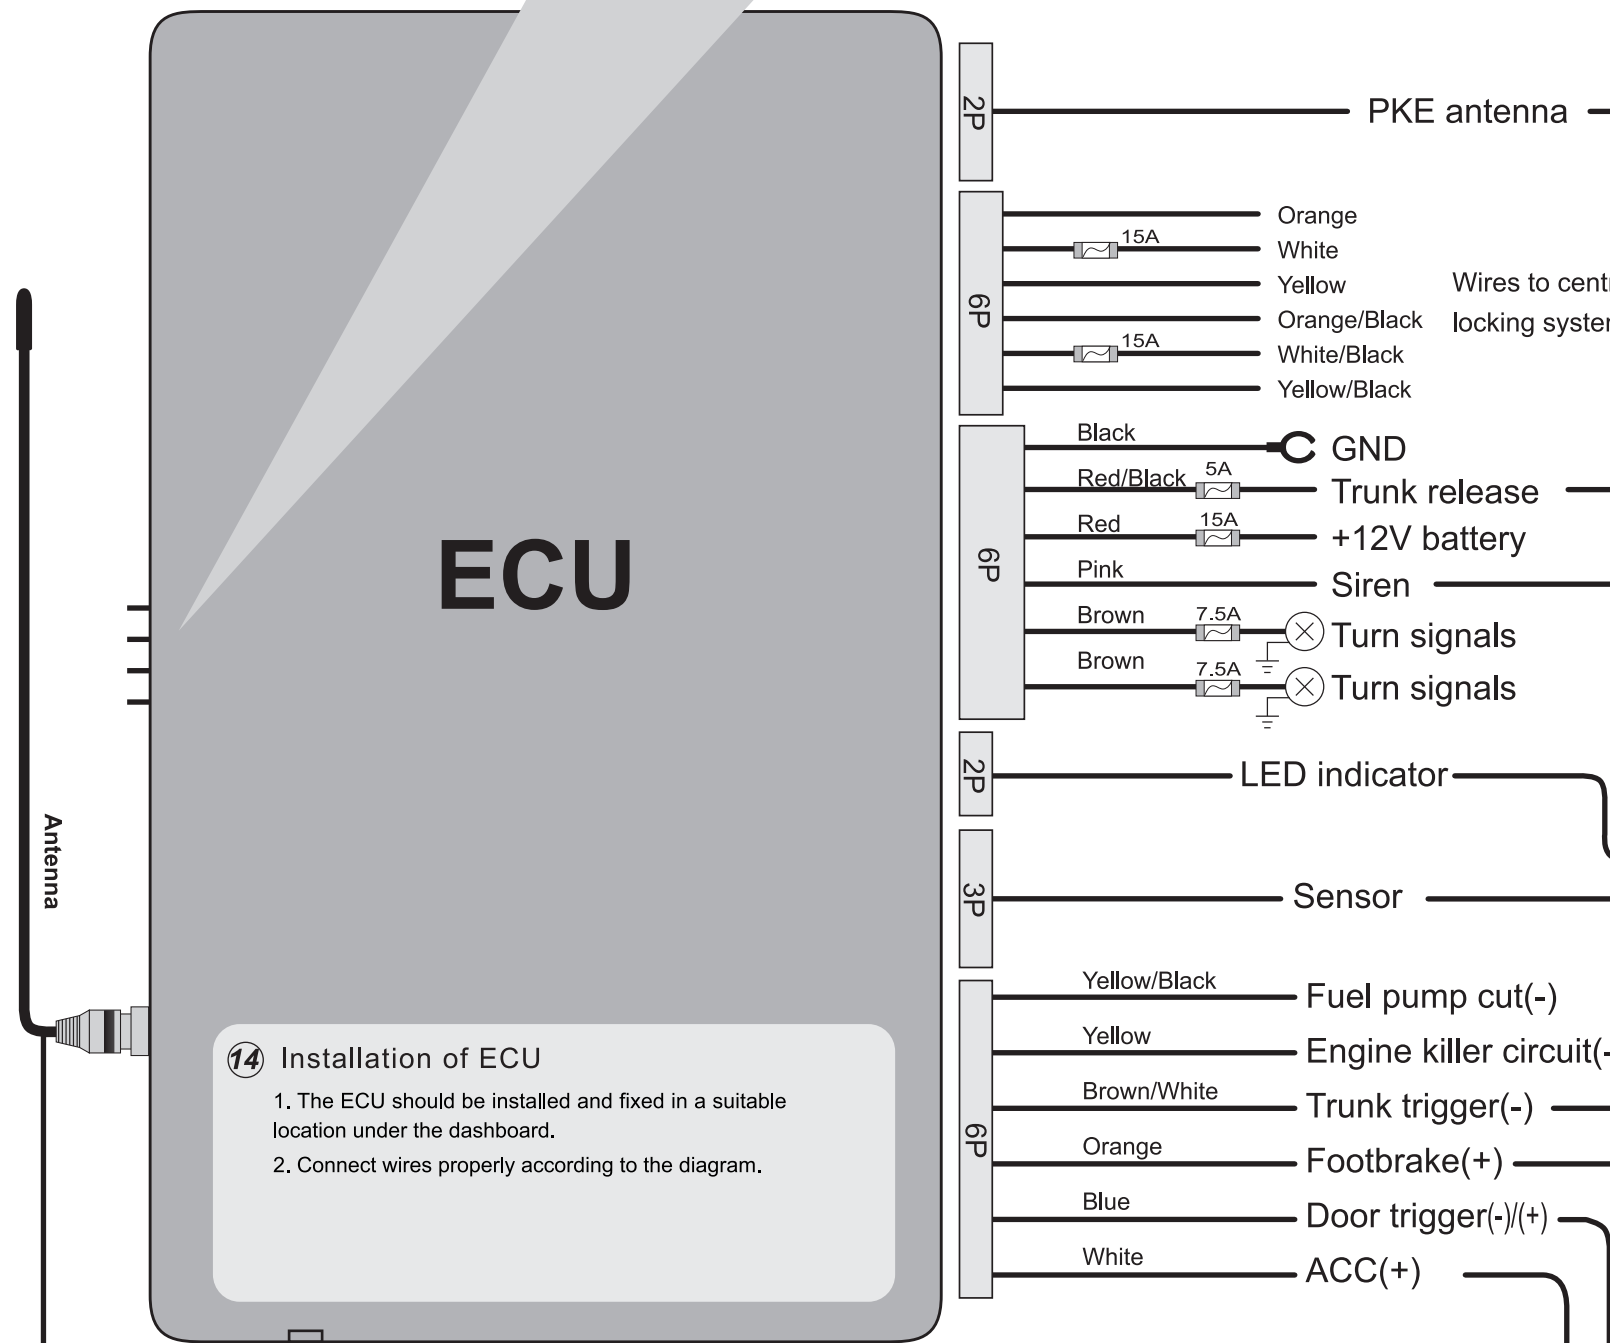 2P
PKE antenna
6P
Orange
15A
White
Yellow
Orange/Black
15A
White/Black
Yellow/Black
Wires to
locking
6P
Black
GND
Red/Black
5A
Trunk release
Red
15A
+12V battery
Pink
Siren
Brown
7.5A
Turn signals
Brown
7.5A
Turn signals
ECU
2P
LED indicator
Antenna
3P
Sensor
6P
Yellow/Black
Fuel pump cut(-)
Yellow
Engine killer circuit(-
Brown/White
Trunk trigger(-)
Orange
Footbrake(+)
Blue
Door trigger(-)/(+)
White
ACC(+)
14 Installation of ECU
1. The ECU should be installed and fixed in a suitable
location under the dashboard.
2. Connect wires properly according to the diagram.